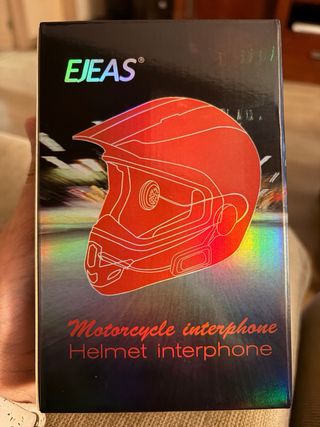 EJEAS®
Motorcycle interphone
Helmet interphone